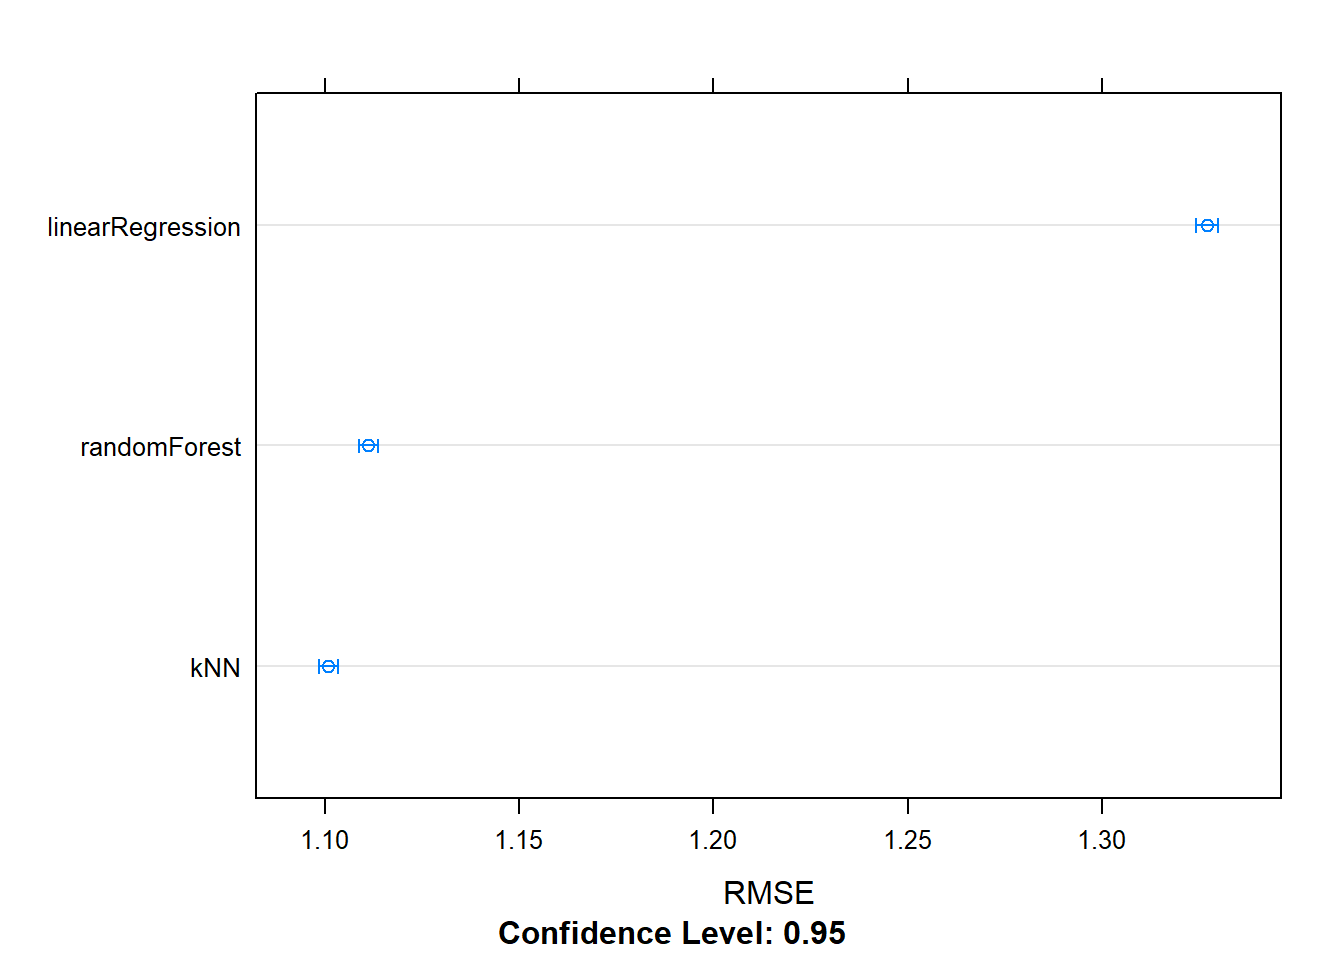 linearRegression
randomForest
kNN
1.10 1.15 1.20 1.25 1.30
RMSE
Confidence Level: 0.95